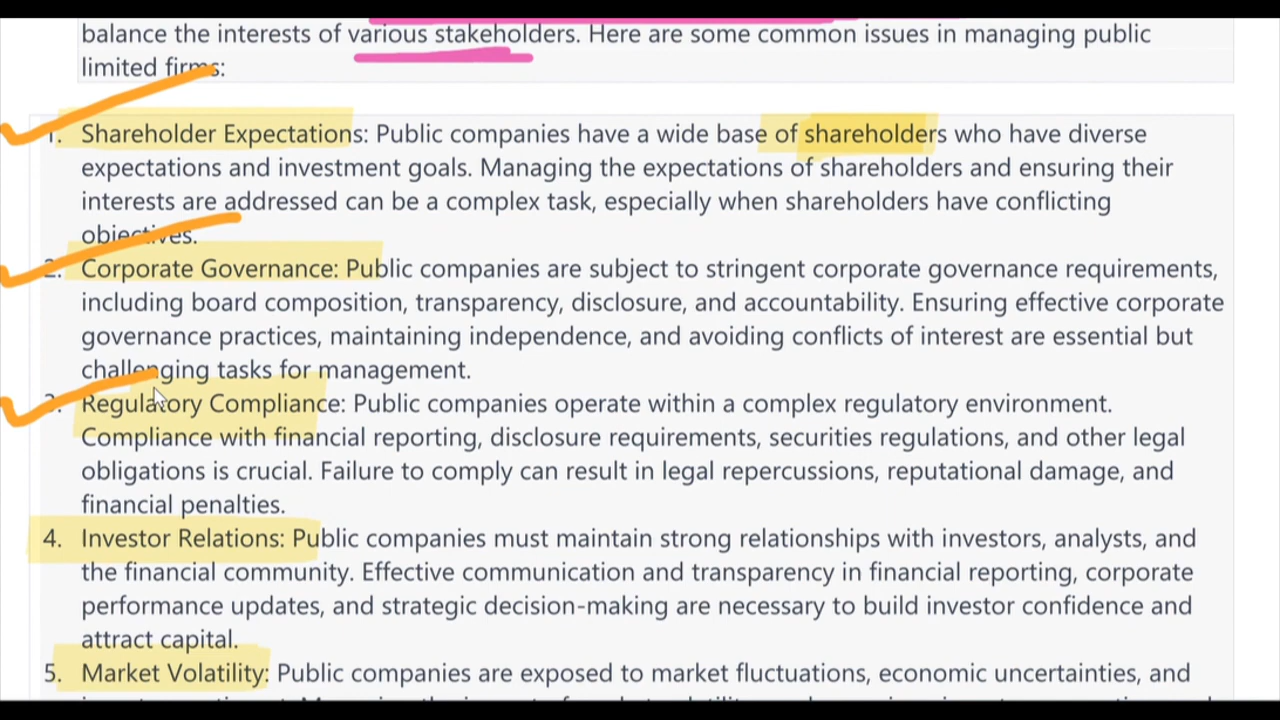 balance the interests of various stakeholders. Here are some common issues in managing public
limited firms:
1. Shareholder Expectations: Public companies have a wide base of shareholders who have diverse
expectations and investment goals. Managing the expectations of shareholders and ensuring their
interests are addressed can be a complex task, especially when shareholders have conflicting
objectives.
2. Corporate Governance: Public companies are subject to stringent corporate governance requirements,
including board composition, transparency, disclosure, and accountability. Ensuring effective corporate
governance practices, maintaining independence, and avoiding conflicts of interest are essential but
challenging tasks for management.
3. Regulatory Compliance: Public companies operate within a complex regulatory environment.
Compliance with financial reporting, disclosure requirements, securities regulations, and other legal
obligations is crucial. Failure to comply can result in legal repercussions, reputational damage, and
financial penalties.
4. Investor Relations: Public companies must maintain strong relationships with investors, analysts, and
the financial community. Effective communication and transparency in financial reporting, corporate
performance updates, and strategic decision-making are necessary to build investor confidence and
attract capital.
5. Market Volatility: Public companies are exposed to market fluctuations, economic uncertainties, and